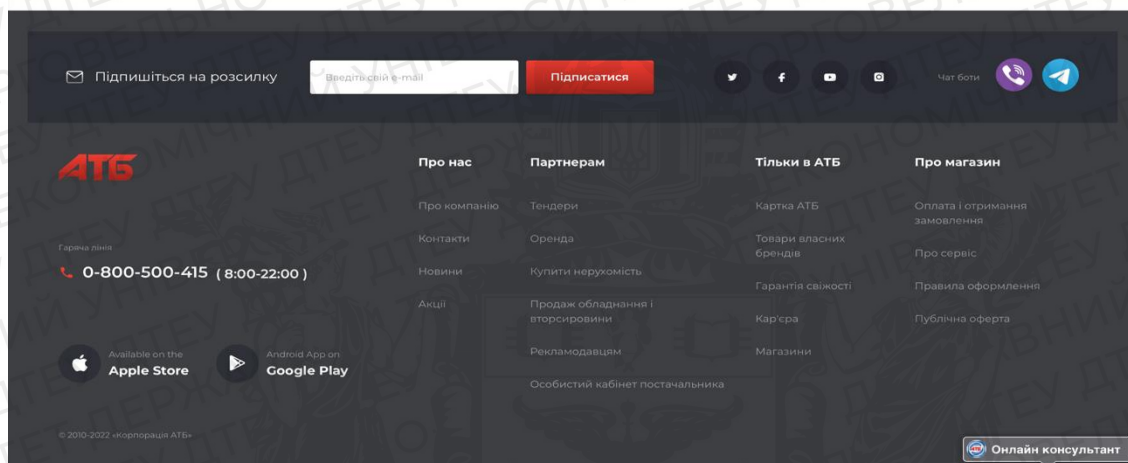 Підпишіться на розсилку
Введіть свій e-mail
Підписатися
Чат боти
АТБ
Гаряча лінія
0-800-500-415 ( 8:00-22:00 )
Available on the
Apple Store
Android App on
Google Play
Про нас
Про компанію
Контакти
Новини
Акції
Партнерам
Тендери
Оренда
Купити нерухомість
Продаж обладнання і
вторсировини
Рекламодавцям
Особистий кабінет постачальника
Тільки в АТБ
Картка АТБ
Товари власних
брендів
Гарантія свіжості
Кар'єра
Магазини
Про магазин
Оплата і отримання
замовлення
Про сервіс
Правила оформлення
Публічна оферта
© 2010-2022 «Корпорація АТБ»
Онлайн консультант